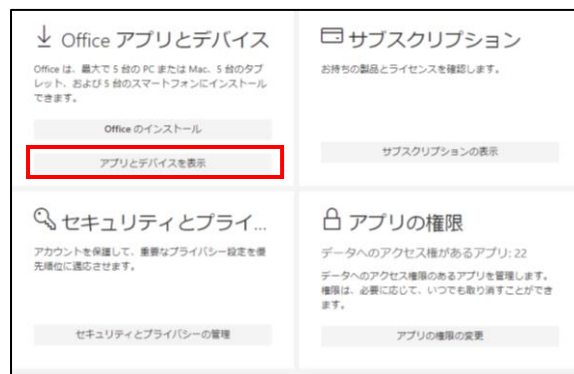 Office アプリとデバイス
Office は、最大で 5 台の PC または Mac、5 台のタブ
レット、および 5 台のスマートフォンにインストール
できます。
Office のインストール
アプリとデバイスを表示
サブスクリプション
お持ちの製品とライセンスを確認します。
サブスクリプションの表示
セキュリティとプライ...
アカウントを保護して、重要なプライバシー設定を優
先順位に適応させます。
セキュリティとプライバシーの管理
アプリの権限
データへのアクセス権があるアプリ: 22
データへのアクセス権限のあるアプリを管理します。
権限は、必要に応じて、いつでも取り消すことができ
ます。
アプリの権限の変更